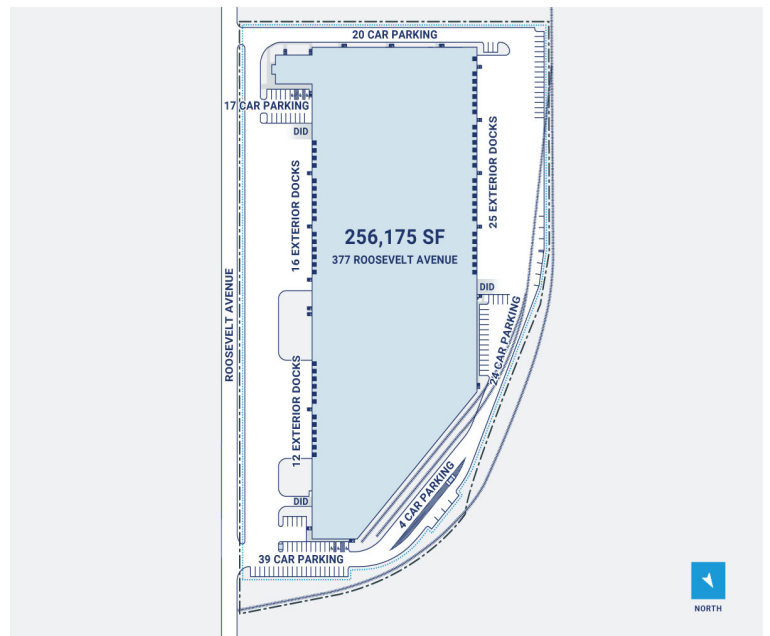 20 CAR PARKING
17 CAR PARKING
DID
16 EXTERIOR DOCKS
25 EXTERIOR DOCKS
256,175 SF
377 ROOSEVELT AVENUE
ROOSEVELT AVENUE
DID
24 CAR PARKING
12 EXTERIOR DOCKS
4 CAR PARKING
DID
39 CAR PARKING
NORTH